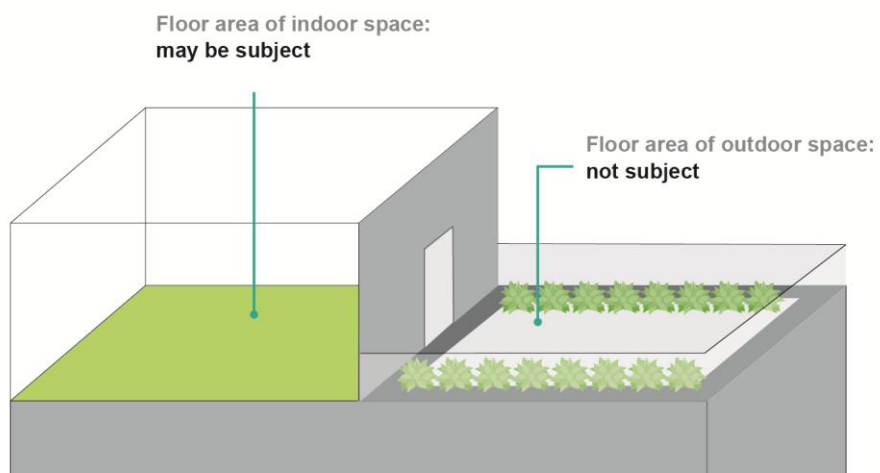 Floor area of indoor space:
may be subject
Floor area of outdoor space:
not subject